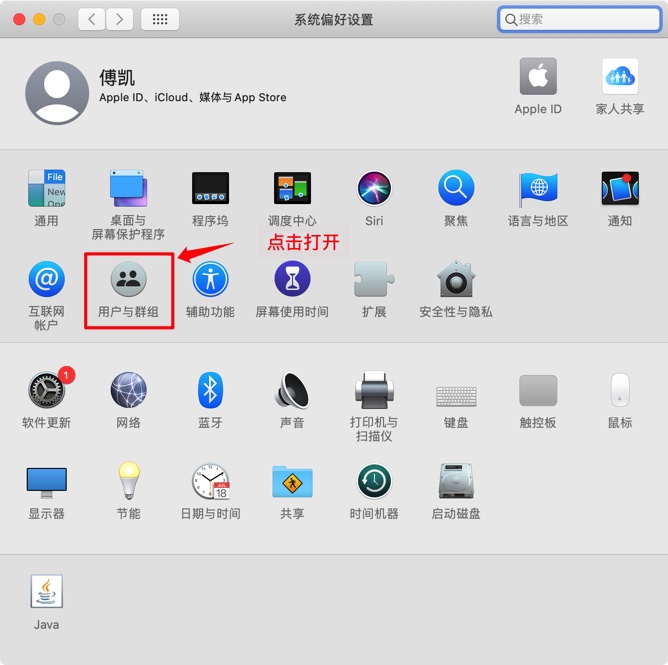 系统偏好设置
搜索
傅凯
Apple ID、iCloud、媒体与 App Store
Apple ID
家人共享
File
New
Ope
通用
桌面与
屏幕保护程序
程序坞
调度中心
Siri
聚焦
语言与地区
通知
点击打开
互联网
帐户
用户与群组
辅助功能
屏幕使用时间
扩展
安全性与隐私
1
软件更新
网络
蓝牙
声音
打印机与
扫描仪
键盘
触控板
鼠标
JUL
18
显示器
节能
日期与时间
共享
时间机器
启动磁盘
Java